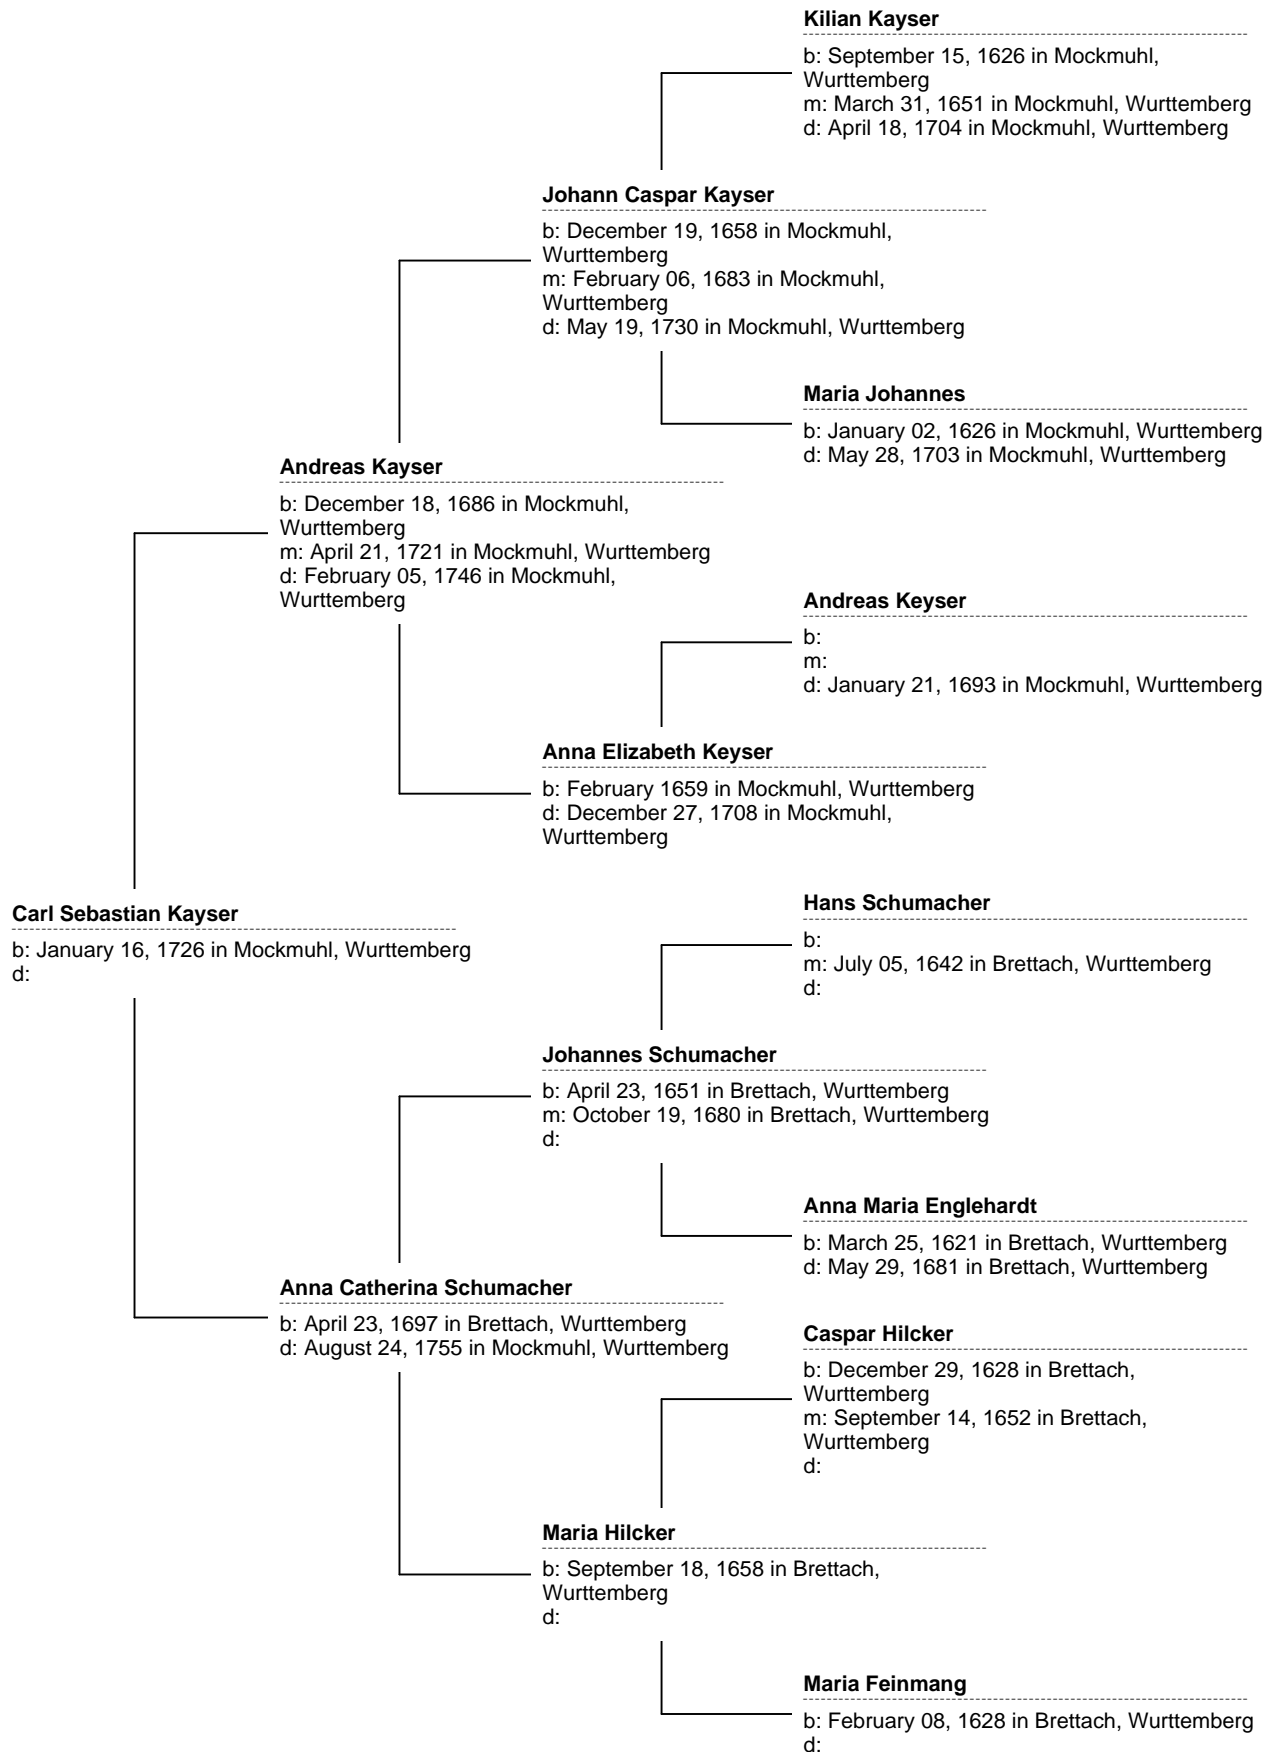 Kilian Kayser
b: September 15, 1626 in Mockmuhl,
Wurttemberg
m: March 31, 1651 in Mockmuhl, Wurttemberg
d: April 18, 1704 in Mockmuhl, Wurttemberg
Johann Caspar Kayser
b: December 19, 1658 in Mockmuhl,
Wurttemberg
m: February 06, 1683 in Mockmuhl,
Wurttemberg
d: May 19, 1730 in Mockmuhl, Wurttemberg
Maria Johannes
b: January 02, 1626 in Mockmuhl, Wurttemberg
d: May 28, 1703 in Mockmuhl, Wurttemberg
Andreas Kayser
b: December 18, 1686 in Mockmuhl,
Wurttemberg
m: April 21, 1721 in Mockmuhl, Wurttemberg
d: February 05, 1746 in Mockmuhl,
Wurttemberg
Andreas Keyser
b:
m:
d: January 21, 1693 in Mockmuhl, Wurttemberg
Anna Elizabeth Keyser
b: February 1659 in Mockmuhl, Wurttemberg
d: December 27, 1708 in Mockmuhl,
Wurttemberg
Carl Sebastian Kayser
b: January 16, 1726 in Mockmuhl, Wurttemberg
d:
Hans Schumacher
b:
m: July 05, 1642 in Brettach, Wurttemberg
d:
Johannes Schumacher
b: April 23, 1651 in Brettach, Wurttemberg
m: October 19, 1680 in Brettach, Wurttemberg
d:
Anna Maria Englehardt
b: March 25, 1621 in Brettach, Wurttemberg
d: May 29, 1681 in Brettach, Wurttemberg
Anna Catherina Schumacher
b: April 23, 1697 in Brettach, Wurttemberg
d: August 24, 1755 in Mockmuhl, Wurttemberg
Caspar Hilcker
b: December 29, 1628 in Brettach,
Wurttemberg
m: September 14, 1652 in Brettach,
Wurttemberg
d:
Maria Hilcker
b: September 18, 1658 in Brettach,
Wurttemberg
d:
Maria Feinmang
b: February 08, 1628 in Brettach, Wurttemberg
d: